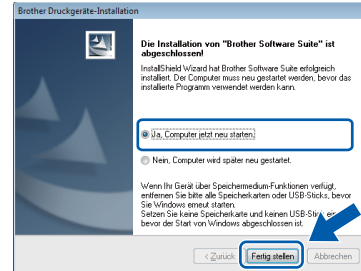 Brother Druckgeräte-Installation
Die Installation von "Brother Software Suite" ist
abgeschlossen!
InstallShield Wizard hat Brother Software Suite erfolgreich
installiert. Der Computer muss neu gestartet werden, bevor das
installierte Programm verwendet werden kann.
Ja, Computer jetzt neu starten.
Nein, Computer wird später neu gestartet.
Wenn Ihr Gerät über Speichermedium-Funktionen verfügt,
entfernen Sie bitte alle Speicherkarten oder USB-Sticks, bevor
Sie Windows erneut starten.
Setzen Sie keine Speicherkarte und keinen USB-Stick
bevor der Start von Windows abgeschlossen ist.
< Zurück
Fertig stellen
Abbrechen